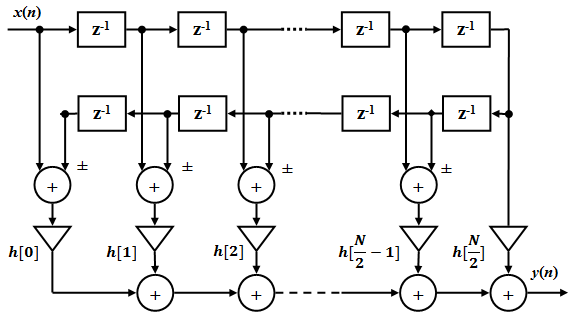 x(n)
z-1 z-1 z-1 z-1
z-1 z-1 z-1 z-1
± ± ± ±
+ + + +
h[0] h[1] h[2] h[N/2 − 1] h[N/2]
y(n)
+ + + +